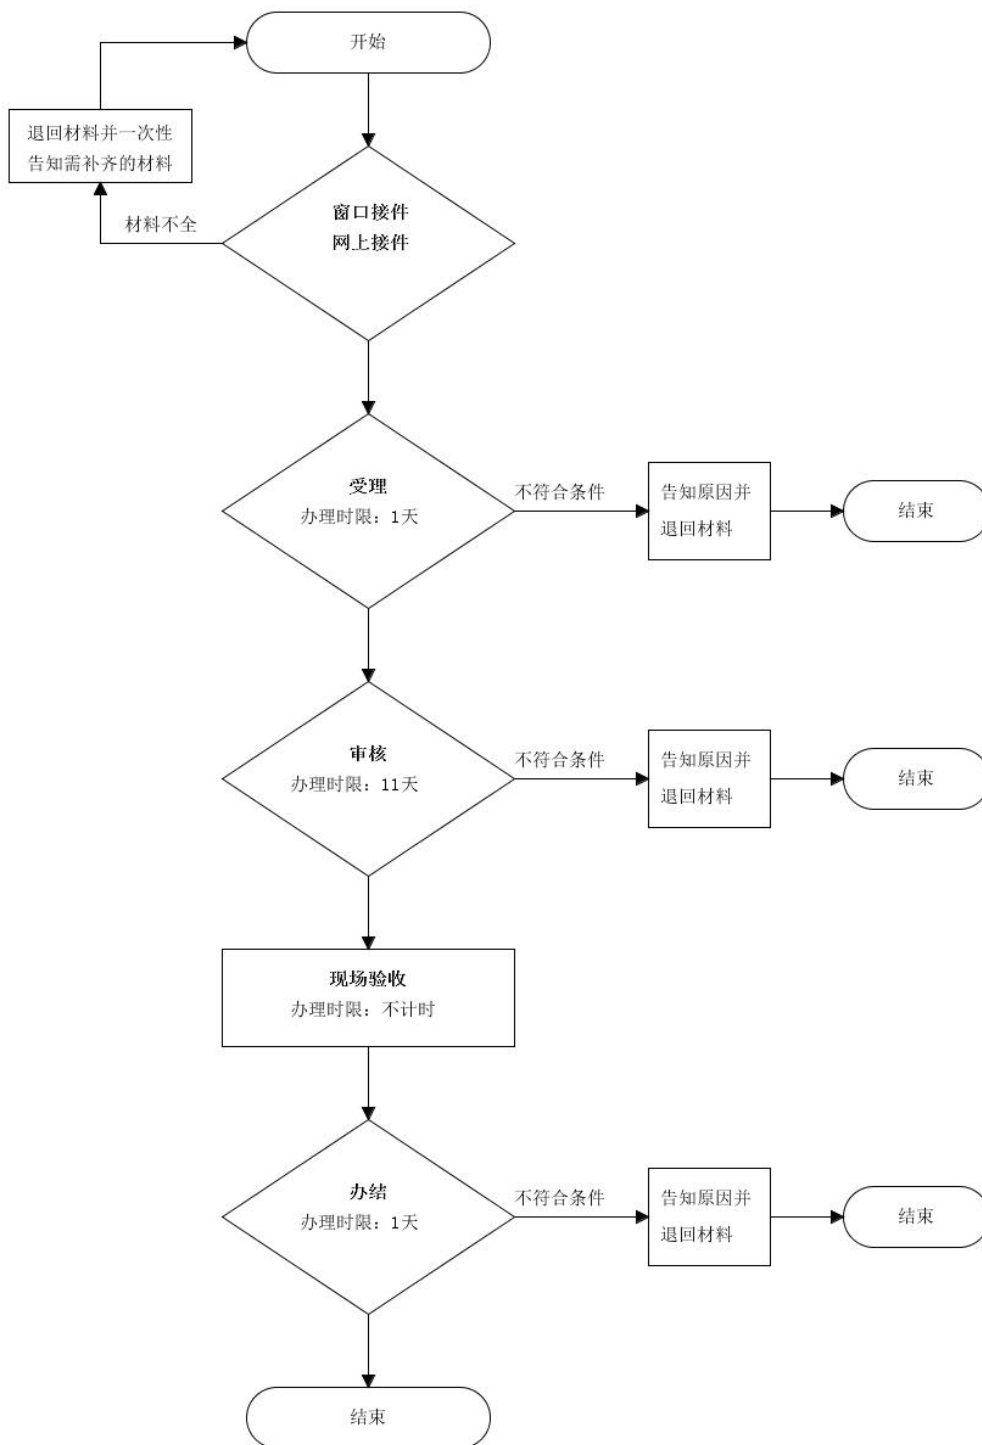 开始
退回材料并一次性
告知需补齐的材料
材料不全
窗口接件
网上接件
受理
办理时限：1天
不符合条件
告知原因并
退回材料
结束
审核
办理时限：11天
不符合条件
告知原因并
退回材料
结束
现场验收
办理时限：不计时
办结
办理时限：1天
不符合条件
告知原因并
退回材料
结束
结束